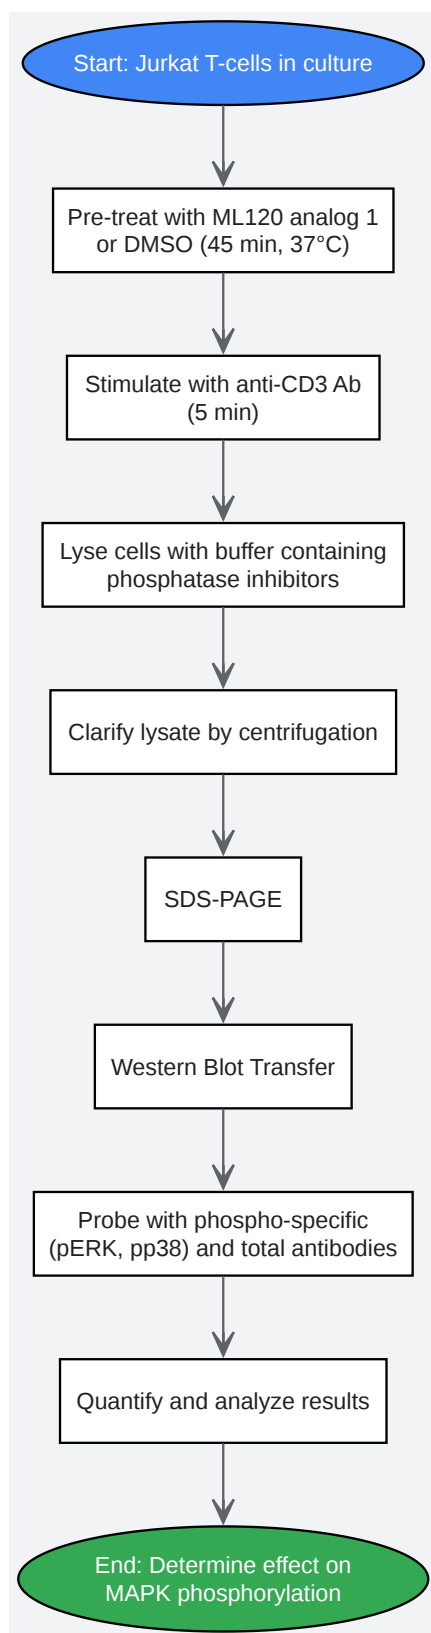 Start: Jurkat T-cells in culture
Pre-treat with ML120 analog 1
or DMSO (45 min, 37°C)
Stimulate with anti-CD3 Ab
(5 min)
Lyse cells with buffer containing
phosphatase inhibitors
Clarify lysate by centrifugation
SDS-PAGE
Western Blot Transfer
Probe with phospho-specific
(pERK, pp38) and total antibodies
Quantify and analyze results
End: Determine effect on
MAPK phosphorylation